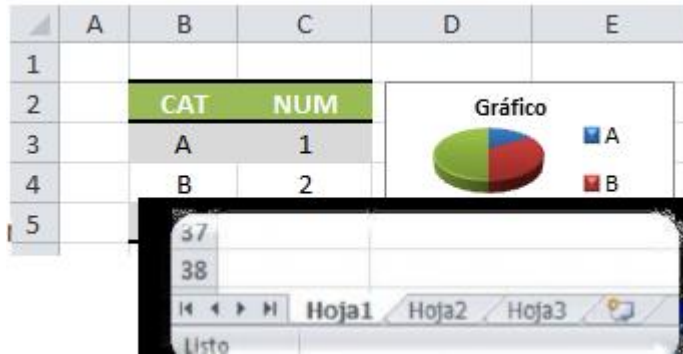 A B C D E
1
2 CAT NUM Gráfico
3 A 1 A
4 B 2 B
5
37
38
Hoja1 Hoja2 Hoja3
Listo